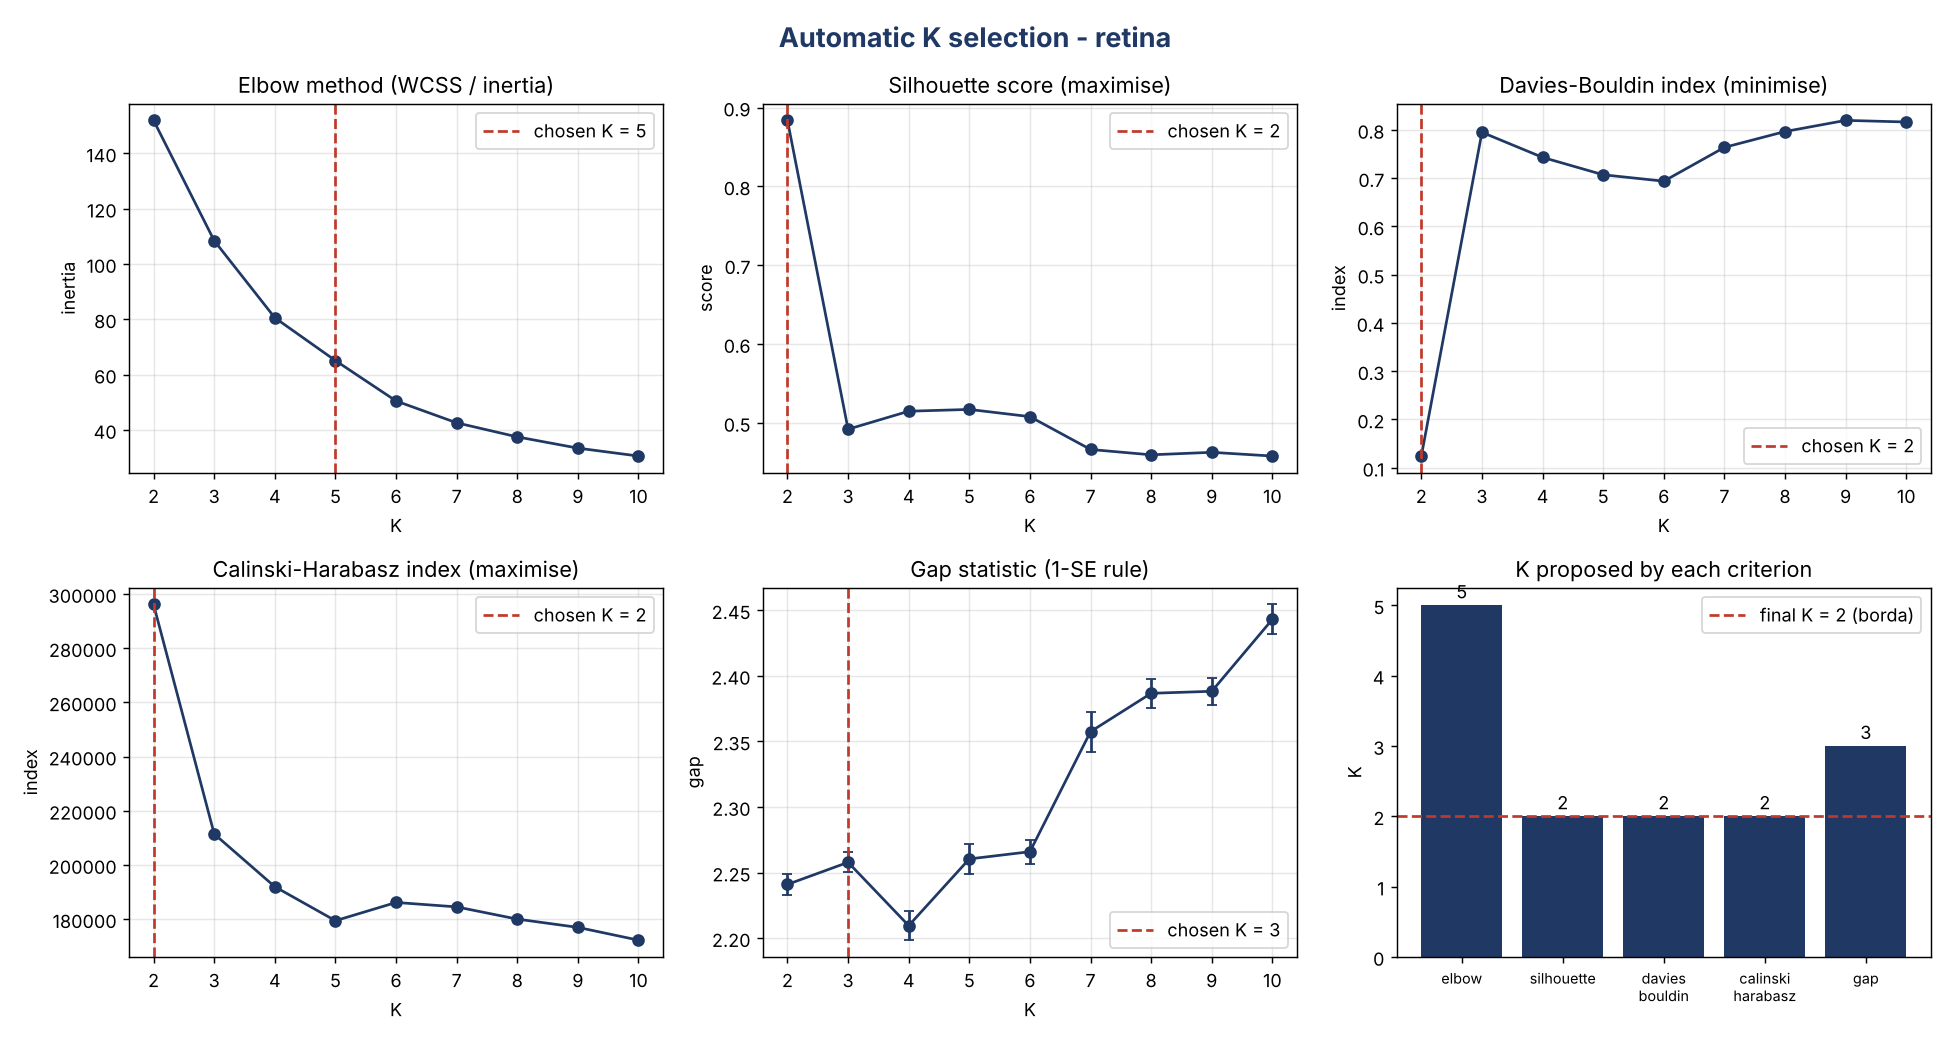 Automatic K selection - retina
Elbow method (WCSS / inertia)
chosen K = 5
inertia
140
120
100
80
60
40
2 3 4 5 6 7 8 9 10
K
Silhouette score (maximise)
chosen K = 2
score
0.9
0.8
0.7
0.6
0.5
2 3 4 5 6 7 8 9 10
K
Davies-Bouldin index (minimise)
chosen K = 2
index
0.8
0.7
0.6
0.5
0.4
0.3
0.2
0.1
2 3 4 5 6 7 8 9 10
K
Calinski-Harabasz index (maximise)
chosen K = 2
index
300000
280000
260000
240000
220000
200000
180000
2 3 4 5 6 7 8 9 10
K
Gap statistic (1-SE rule)
chosen K = 3
gap
2.45
2.40
2.35
2.30
2.25
2.20
2 3 4 5 6 7 8 9 10
K
K proposed by each criterion
final K = 2 (borda)
K
5
4
3
2
1
0
5 2 2 2 3
elbow
silhouette
davies
bouldin
calinski
harabasz
gap